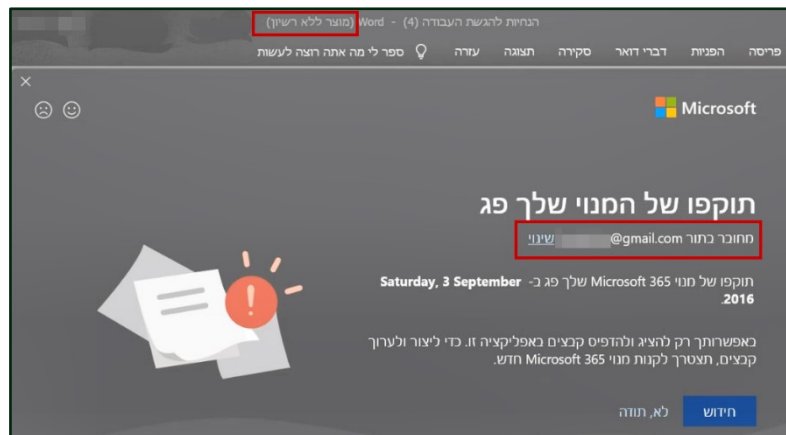 הנחיות להגשת העבודה (4) - Word (מוצר ללא רשיון)
פריסה הפניות דברי דואר סקירה תצוגה עזרה ספר לי מה אתה רוצה לעשות
Microsoft
תוקפו של המנוי שלך פג
מחובר בתור @gmail.com שינוי
תוקפו של מנוי Microsoft 365 שלך פג ב- Saturday, 3 September
2016.
באפשרותך רק להציג ולהדפיס קבצים באפליקציה זו. כדי ליצור ולערוך
קבצים, תצטרך לקנות מנוי Microsoft 365 חדש.
חידוש לא, תודה